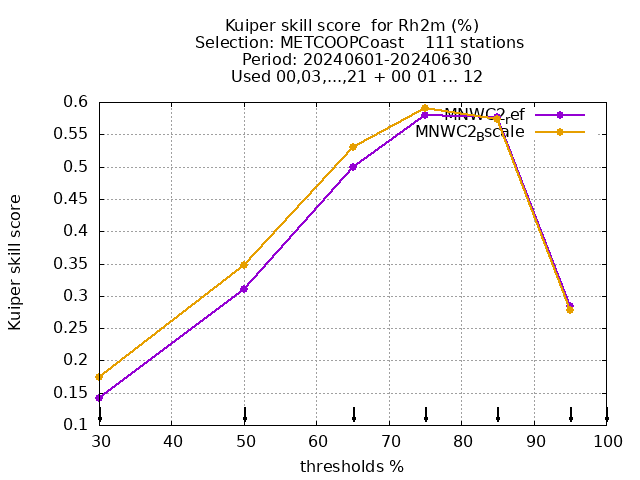 Kuiper skill score  for Rh2m (%)
Selection: METCOOPCoast    111 stations
Period: 20240601-20240630
Used 00,03,...,21 + 00 01 ... 12
MNWC2ref
MNWC2Bscale
0.6
0.55
0.5
0.45
0.4
0.35
0.3
0.25
0.2
0.15
0.1
Kuiper skill score
30 40 50 60 70 80 90 100
thresholds %